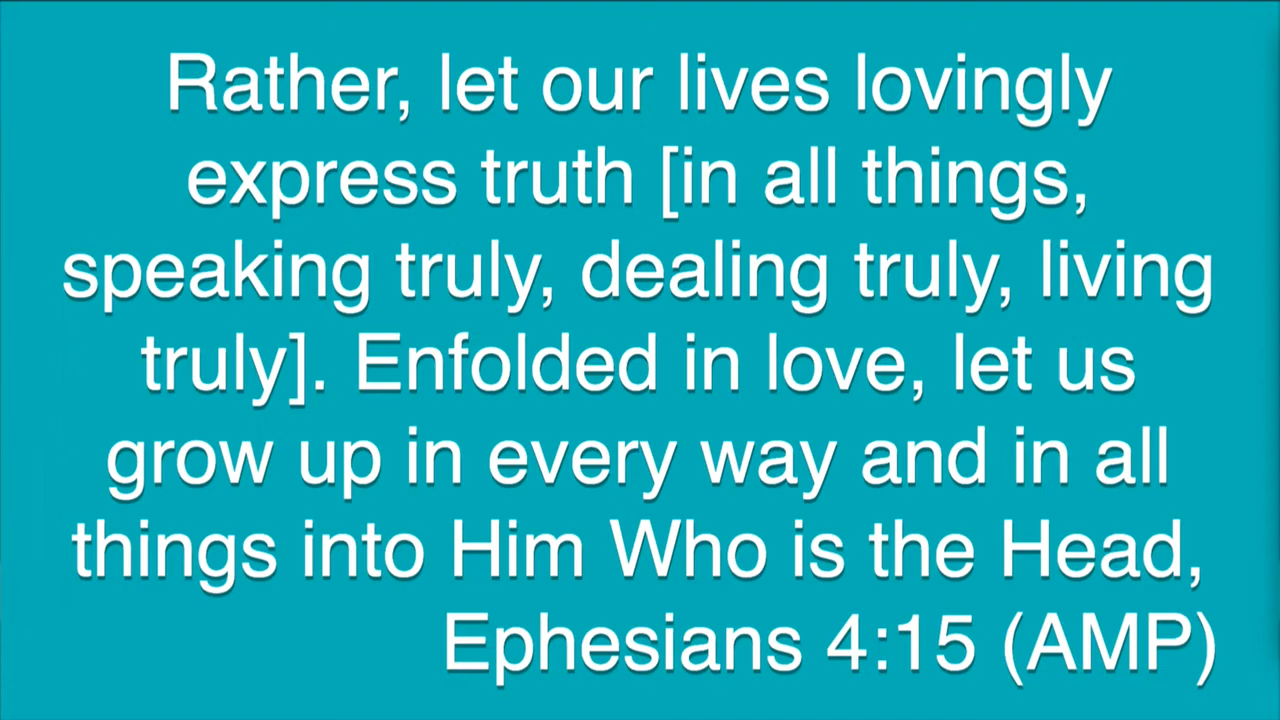 Rather, let our lives lovingly
express truth [in all things,
speaking truly, dealing truly, living
truly]. Enfolded in love, let us
grow up in every way and in all
things into Him Who is the Head,
Ephesians 4:15 (AMP)